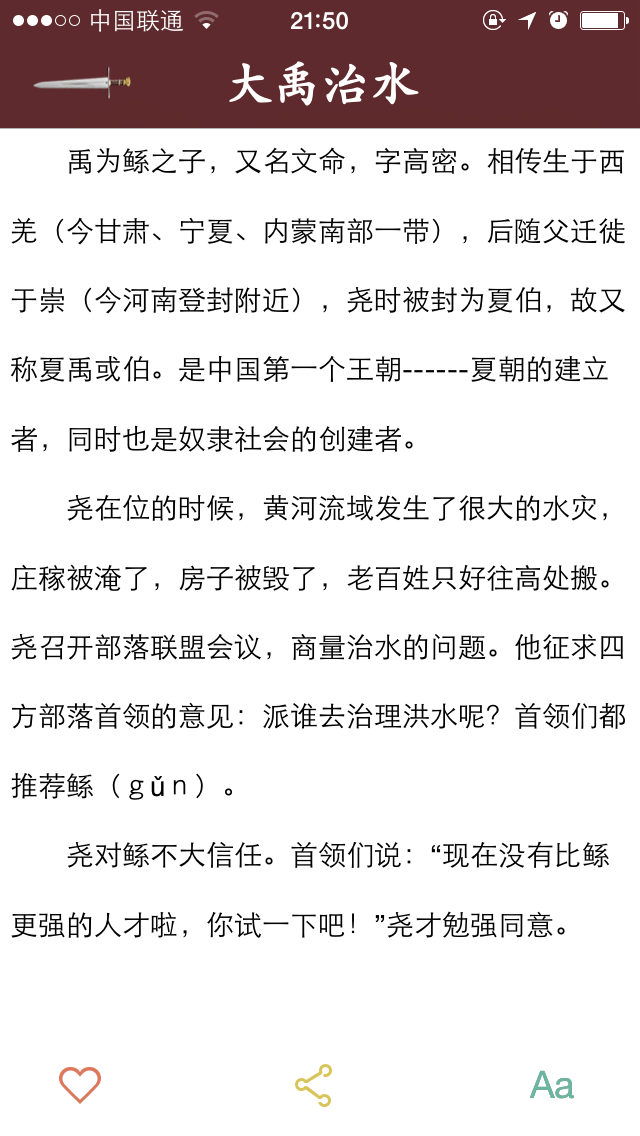 中国联通
21:50
大禹治水
禹为鲧之子，又名文命，字高密。相传生于西
羌（今甘肃、宁夏、内蒙南部一带），后随父迁徙
于崇（今河南登封附近），尧时被封为夏伯，故又
称夏禹或伯。是中国第一个王朝------夏朝的建立
者，同时也是奴隶社会的创建者。
尧在位的时候，黄河流域发生了很大的水灾，
庄稼被淹了，房子被毁了，老百姓只好往高处搬。
尧召开部落联盟会议，商量治水的问题。他征求四
方部落首领的意见：派谁去治理洪水呢？首领们都
推荐鲧（ｇǔｎ）。
尧对鲧不大信任。首领们说：“现在没有比鲧
更强的人才啦，你试一下吧！”尧才勉强同意。
Aa